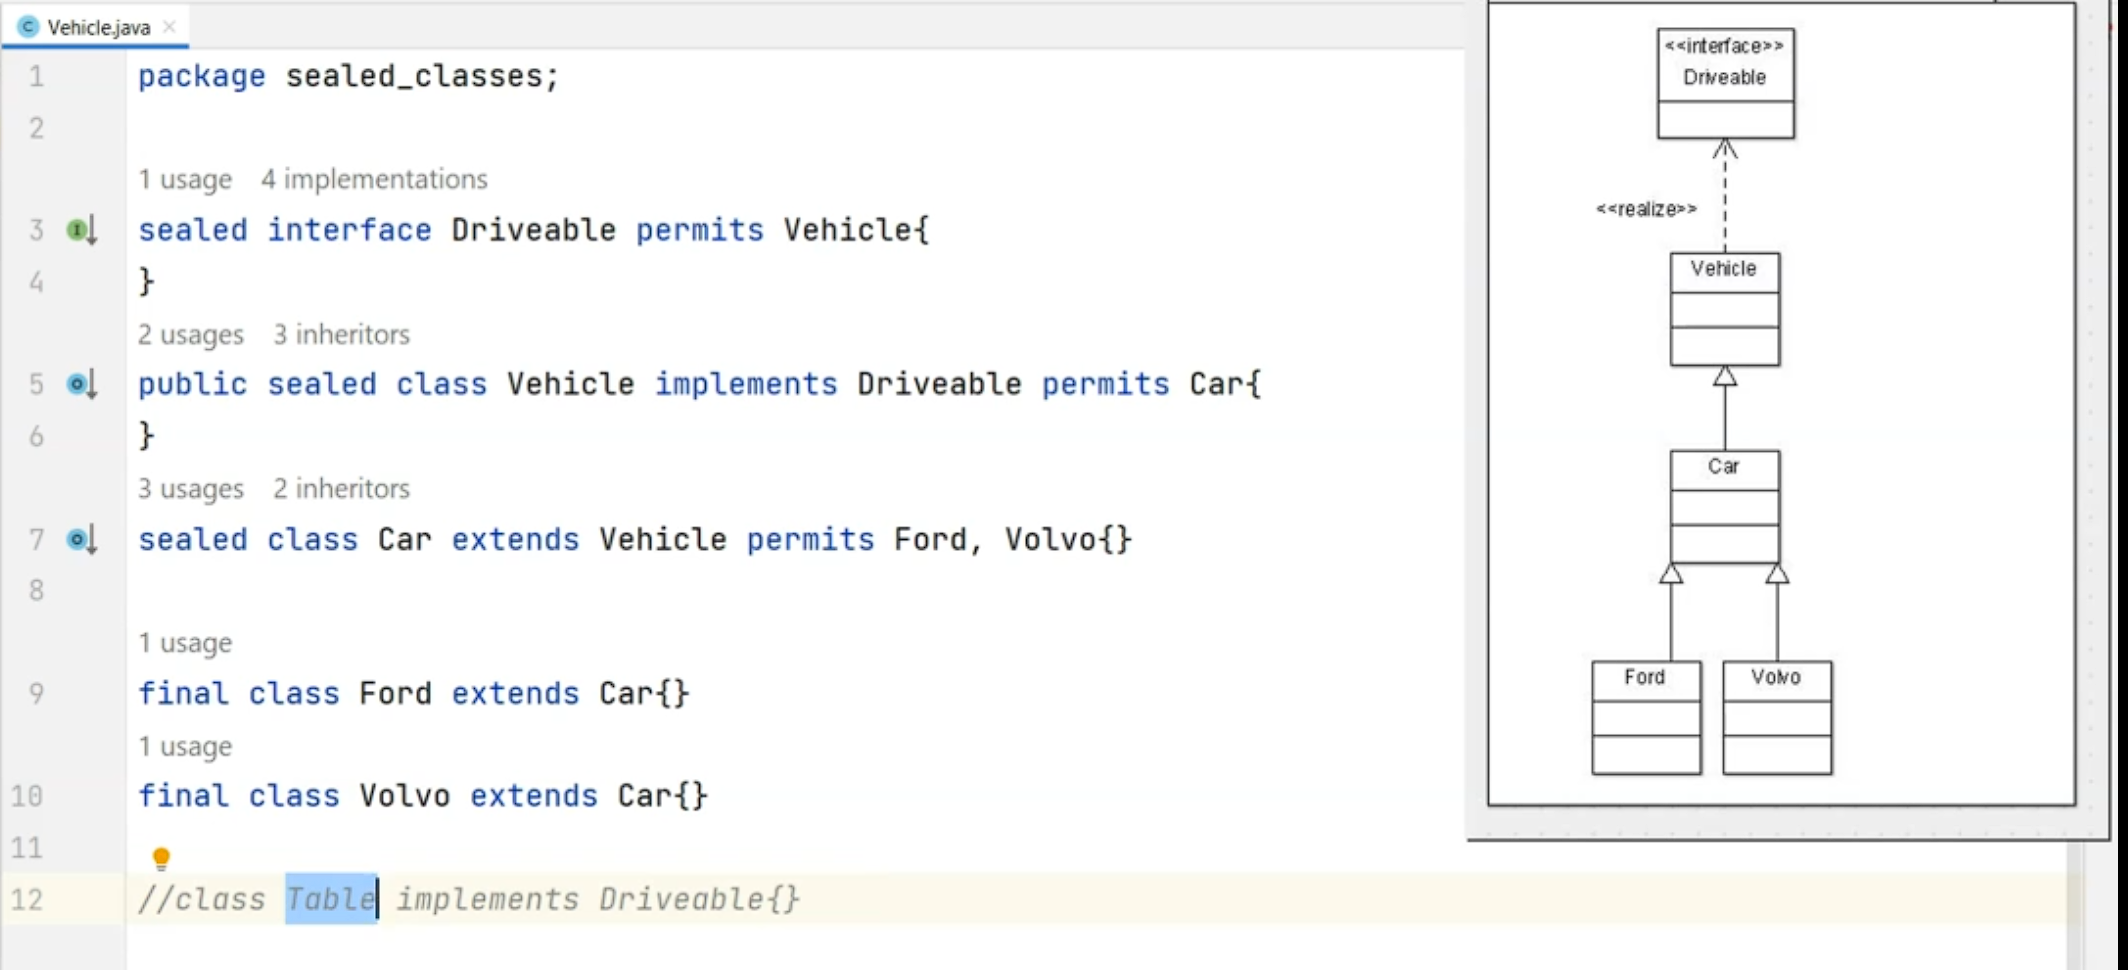 Vehicle.java
1 package sealed_classes;
2
1 usage 4 implementations
3 sealed interface Driveable permits Vehicle{
4 }
2 usages 3 inheritors
5 public sealed class Vehicle implements Driveable permits Car{
6 }
3 usages 2 inheritors
7 sealed class Car extends Vehicle permits Ford, Volvo{}
8
1 usage
9 final class Ford extends Car{}
1 usage
10 final class Volvo extends Car{}
11
12 //class Table implements Driveable{}
<<interface>>
Driveable
<<realize>>
Vehicle
Car
Ford Volvo